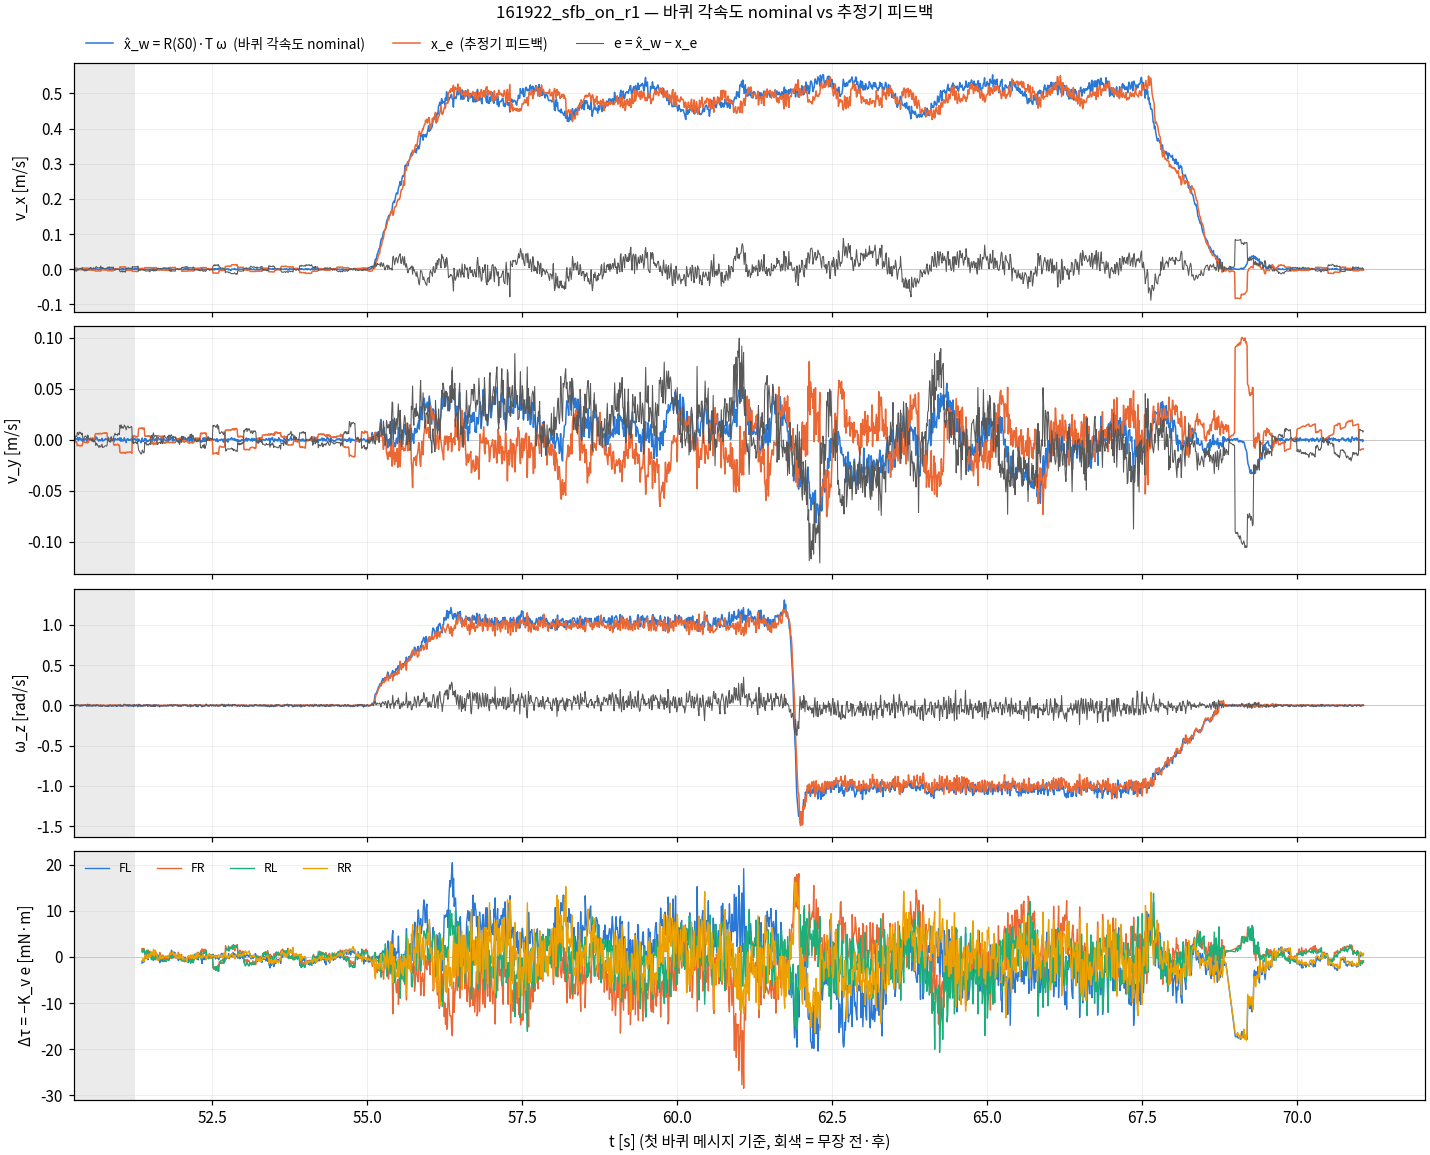 161922_sfb_on_r1 — 바퀴 각속도 nominal vs 추정기 피드백
x̂_w = R(δ0)·T ω  (바퀴 각속도 nominal)
x_e  (추정기 피드백)
e = x̂_w − x_e
v_x [m/s]
0.5
0.4
0.3
0.2
0.1
0.0
-0.1
v_y [m/s]
0.10
0.05
0.00
-0.05
-0.10
ω_z [rad/s]
1.0
0.5
0.0
-0.5
-1.0
-1.5
Δτ = −K_v e [mN·m]
FL
FR
RL
RR
20
10
0
-10
-20
-30
52.5
55.0
57.5
60.0
62.5
65.0
67.5
70.0
t [s] (첫 바퀴 메시지 기준, 회색 = 무장 전·후)